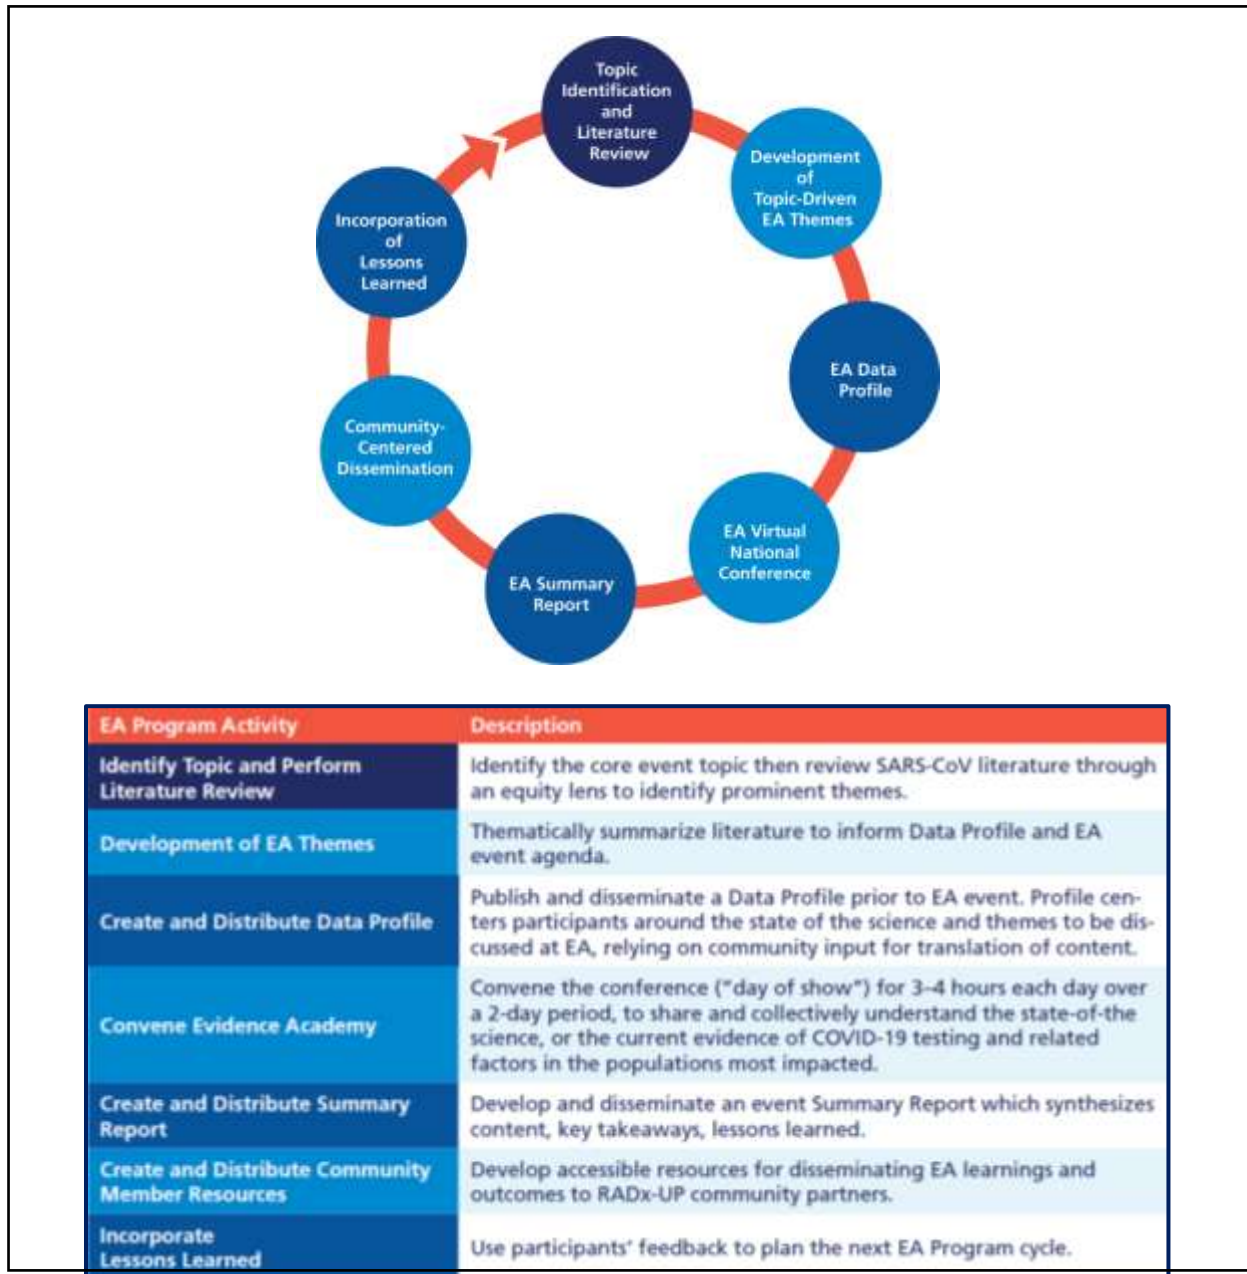 Topic
Identification
and
Literature
Review
Development
of
Topic-Driven
EA Themes
EA Data
Profile
EA Virtual
National
Conference
EA Summary
Report
Community-
Centered
Dissemination
Incorporation
of
Lessons
Learned
EA Program Activity
Description
Identify Topic and Perform
Literature Review
Identify the core event topic then review SARS-CoV literature through
an equity lens to identify prominent themes.
Development of EA Themes
Thematically summarize literature to inform Data Profile and EA
event agenda.
Create and Distribute Data Profile
Publish and disseminate a Data Profile prior to EA event. Profile cen-
ters participants around the state of the science and themes to be dis-
cussed at EA, relying on community input for translation of content.
Convene Evidence Academy
Convene the conference ("day of show") for 3–4 hours each day over
a 2-day period, to share and collectively understand the state-of-the
science, or the current evidence of COVID-19 testing and related
factors in the populations most impacted.
Create and Distribute Summary
Report
Develop and disseminate an event Summary Report which synthesizes
content, key takeaways, lessons learned.
Create and Distribute Community
Member Resources
Develop accessible resources for disseminating EA learnings and
outcomes to RADx-UP community partners.
Incorporate
Lessons Learned
Use participants' feedback to plan the next EA Program cycle.